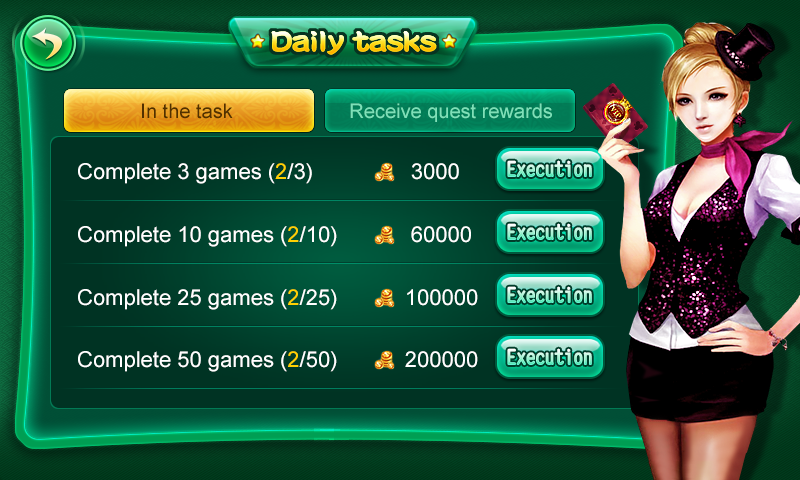 Daily tasks
In the task
Receive quest rewards
Complete 3 games (2/3) 3000 Execution
Complete 10 games (2/10) 60000 Execution
Complete 25 games (2/25) 100000 Execution
Complete 50 games (2/50) 200000 Execution